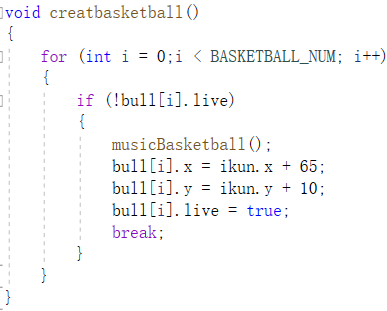 void creatbasketball()
{
for (int i = 0;i < BASKETBALL_NUM; i++)
{
if (!bull[i].live)
{
musicBasketball();
bull[i].x = ikun.x + 65;
bull[i].y = ikun.y + 10;
bull[i].live = true;
break;
}
}
}